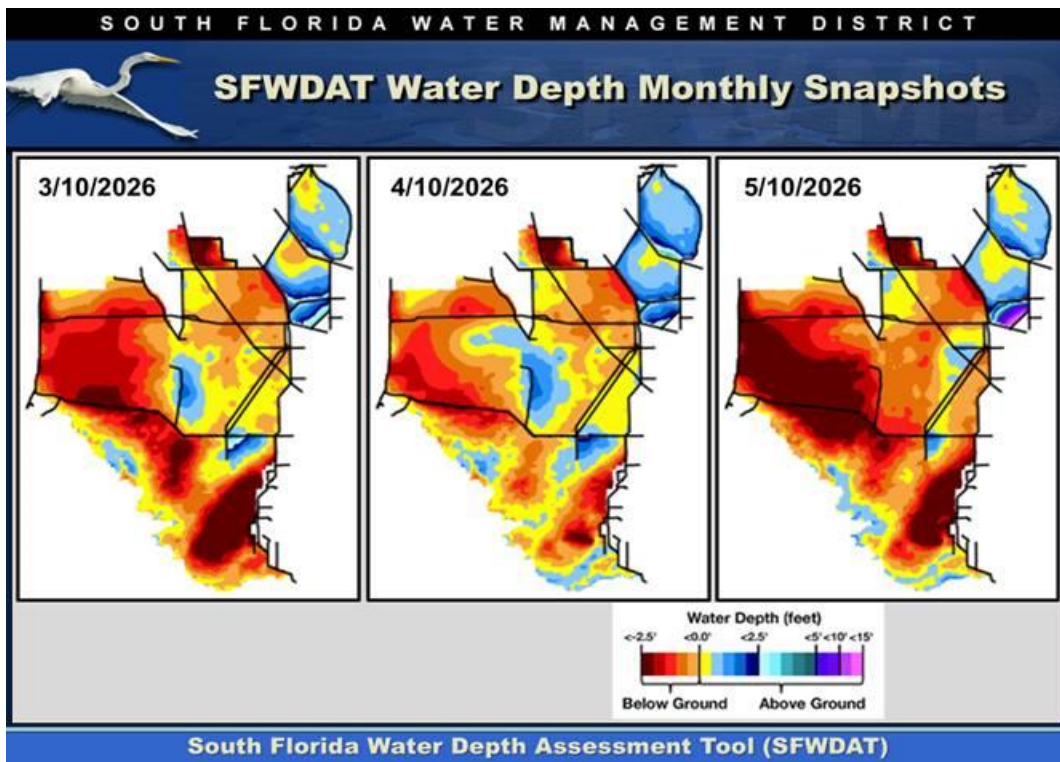 SOUTH FLORIDA WATER MANAGEMENT DISTRICT
SFWDAT Water Depth Monthly Snapshots
3/10/2026
4/10/2026
5/10/2026
Water Depth (feet)
<-2.5' <0.0' <2.5' <5' <10' <15'
Below Ground Above Ground
South Florida Water Depth Assessment Tool (SFWDAT)